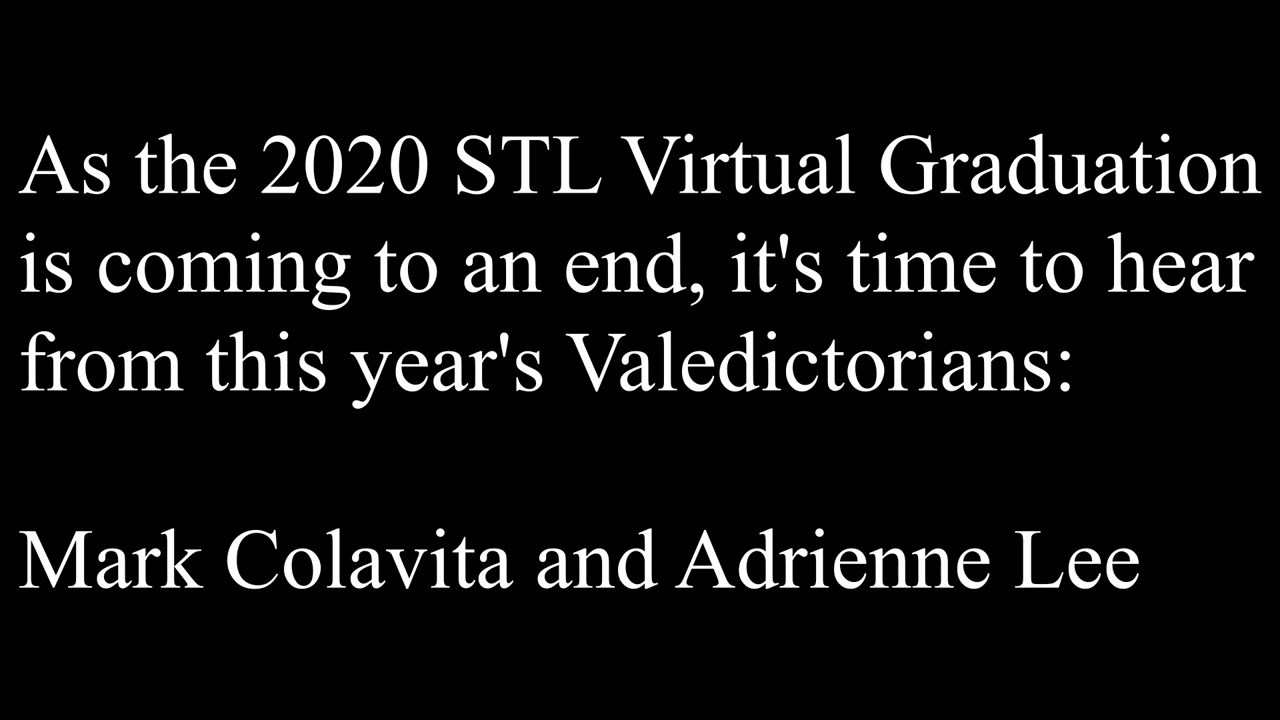 As the 2020 STL Virtual Graduation
is coming to an end, it's time to hear
from this year's Valedictorians:
Mark Colavita and Adrienne Lee